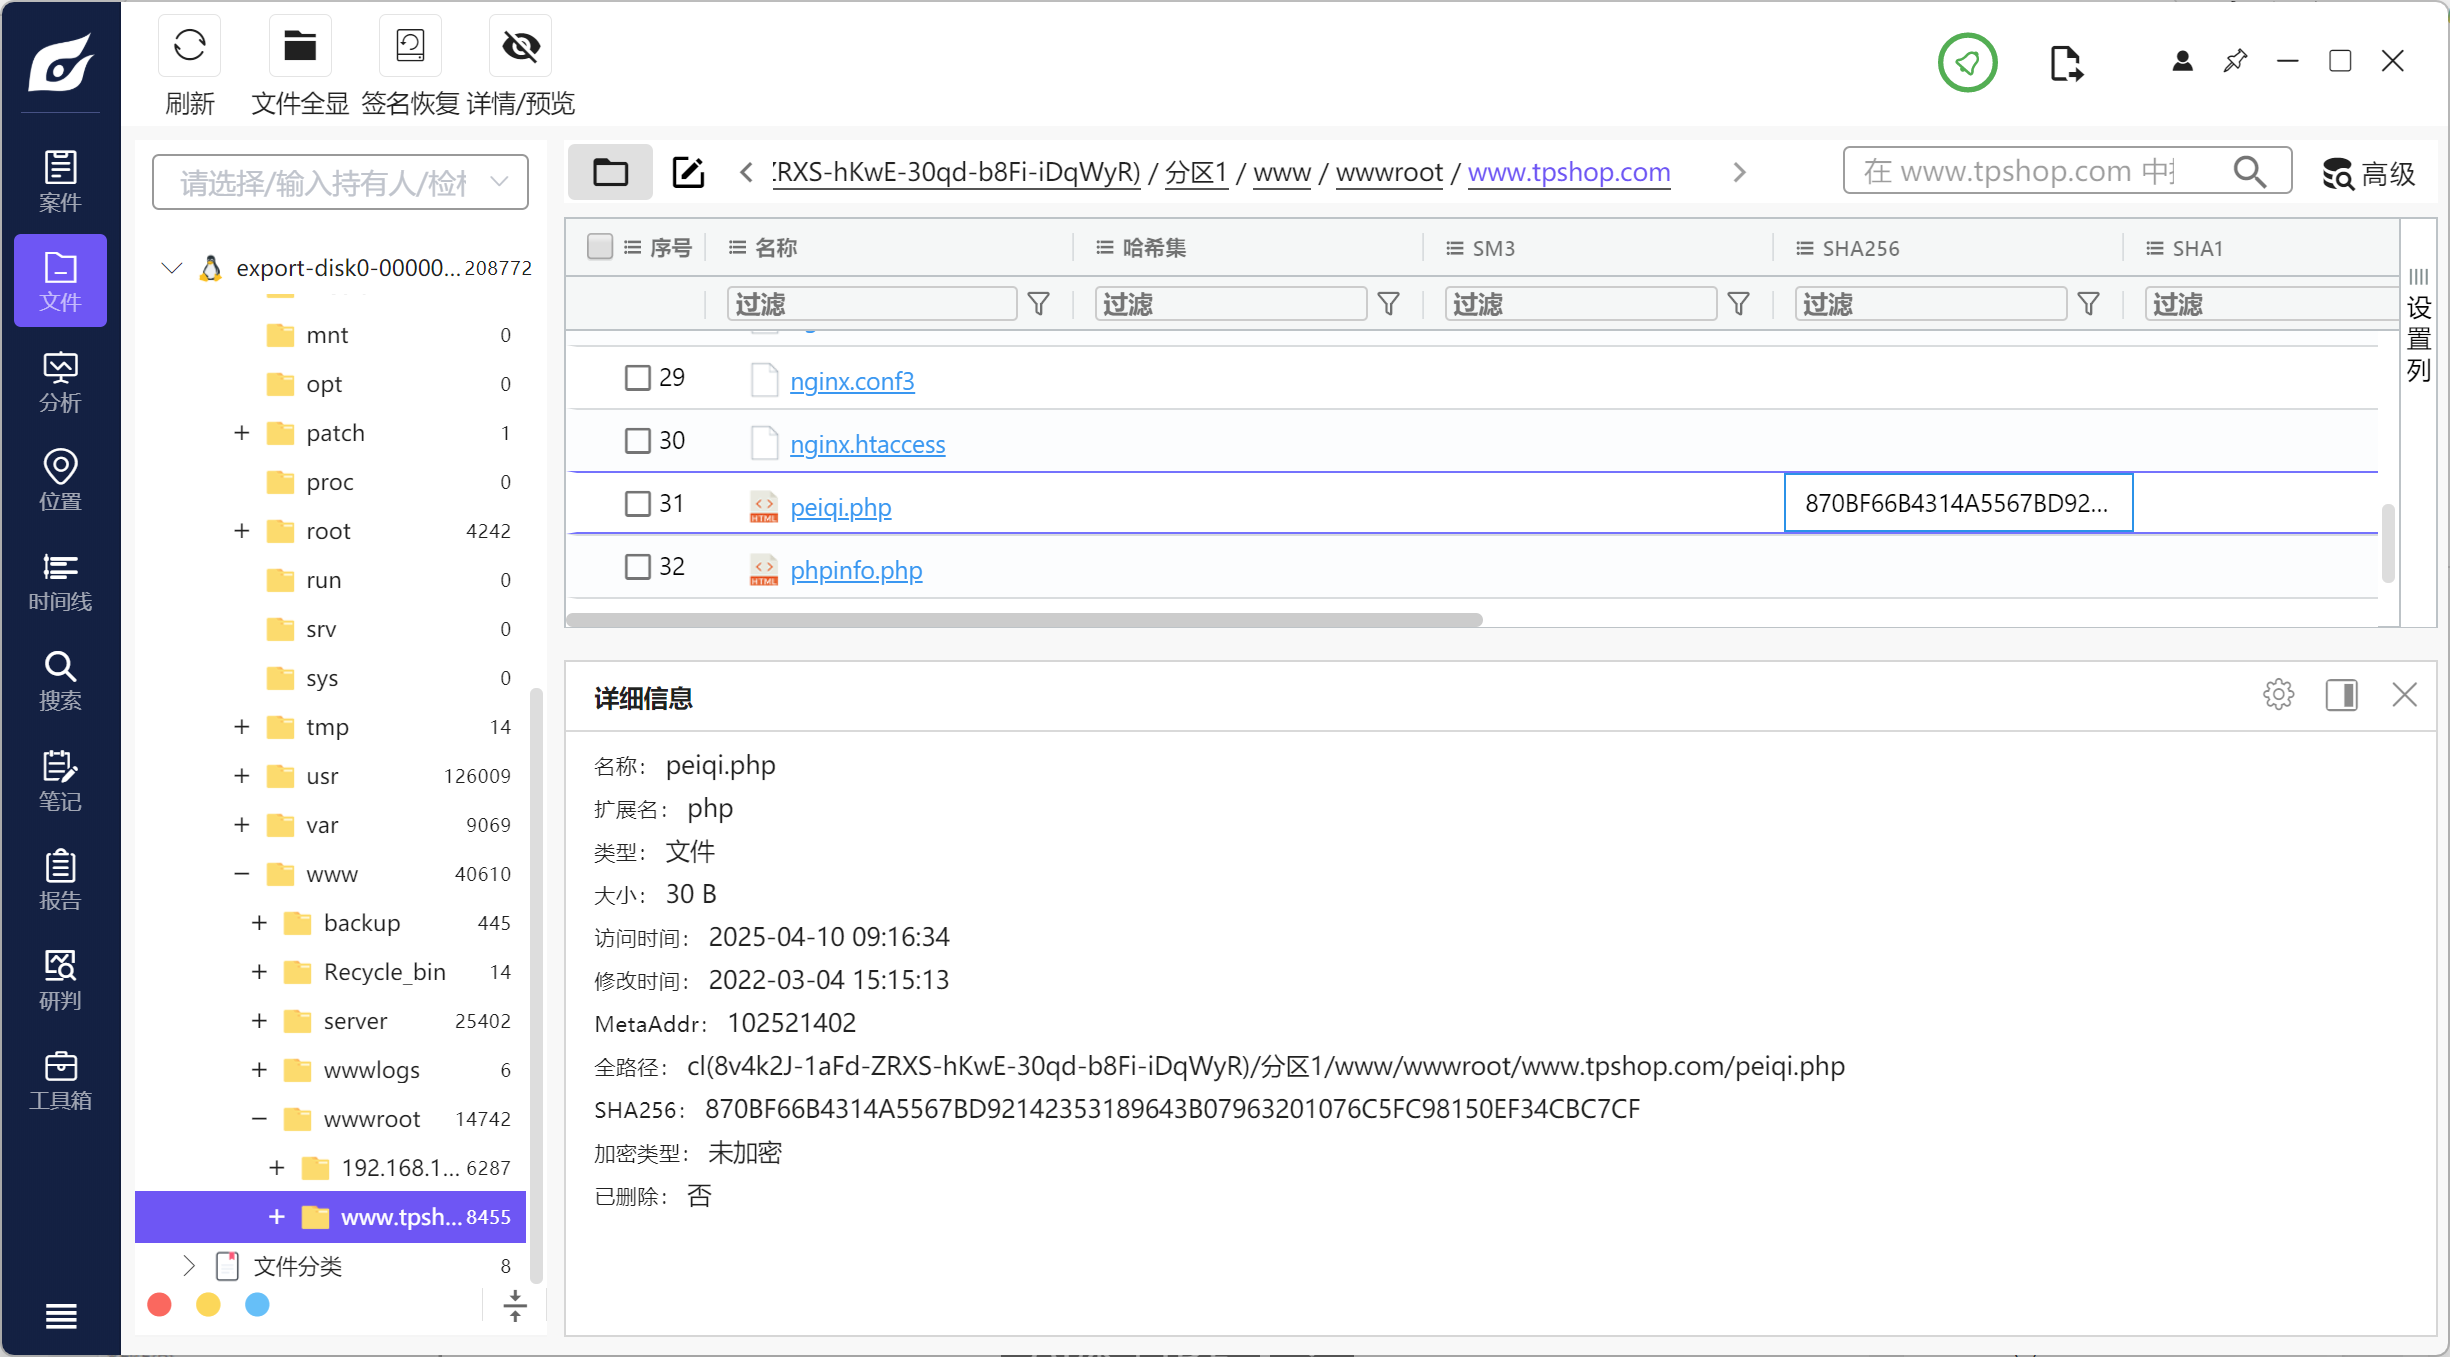 刷新
文件全显
签名恢复
详情/预览
案件
文件
分析
位置
时间线
搜索
笔记
报告
研判
工具箱
请选择/输入持有人/检
export-disk0-00000... 208772
mnt 0
opt 0
+ patch 1
proc 0
+ root 4242
run 0
srv 0
sys 0
+ tmp 14
+ usr 126009
+ var 9069
− www 40610
+ backup 445
+ Recycle_bin 14
+ server 25402
+ wwwlogs 6
− wwwroot 14742
+ 192.168.1... 6287
+ www.tpsh... 8455
文件分类 8
ZRXS-hKwE-30qd-b8Fi-iDqWyR) / 分区1 / www / wwwroot / www.tpshop.com
在 www.tpshop.com 中
高级
序号 名称 哈希集 SM3 SHA256 SHA1
过滤 过滤 过滤 过滤 过滤
29 nginx.conf3
30 nginx.htaccess
31 peiqi.php 870BF66B4314A5567BD92...
32 phpinfo.php
设置列
详细信息
名称： peiqi.php
扩展名： php
类型： 文件
大小： 30 B
访问时间： 2025-04-10 09:16:34
修改时间： 2022-03-04 15:15:13
MetaAddr： 102521402
全路径： cl(8v4k2J-1aFd-ZRXS-hKwE-30qd-b8Fi-iDqWyR)/分区1/www/wwwroot/www.tpshop.com/peiqi.php
SHA256： 870BF66B4314A5567BD92142353189643B07963201076C5FC98150EF34CBC7CF
加密类型： 未加密
已删除： 否